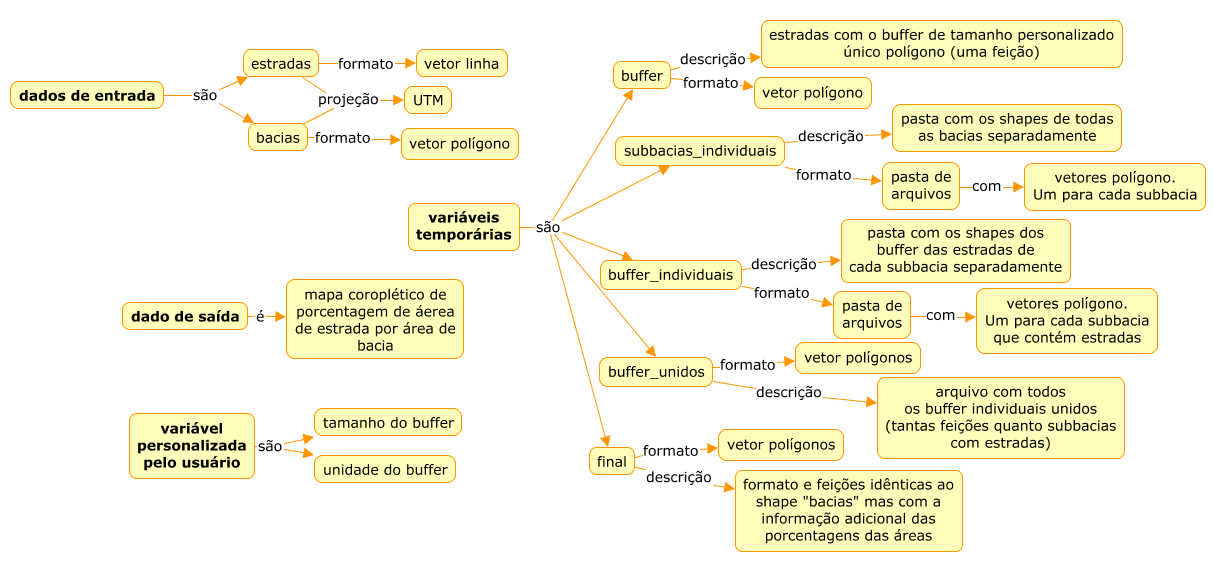 dados de entrada
são
estradas
formato
vetor linha
projeção
UTM
bacias
formato
vetor polígono
variáveis
temporárias
são
buffer
descrição
estradas com o buffer de tamanho personalizado
único polígono (uma feição)
formato
vetor polígono
subbacias_individuais
descrição
pasta com os shapes de todas
as bacias separadamente
formato
pasta de
arquivos
com
vetores polígono.
Um para cada subbacia
buffer_individuais
descrição
pasta com os shapes dos
buffer das estradas de
cada subbacia separadamente
formato
pasta de
arquivos
com
vetores polígono.
Um para cada subbacia
que contém estradas
buffer_unidos
formato
vetor polígonos
descrição
arquivo com todos
os buffer individuais unidos
(tantas feições quanto subbacias
com estradas)
final
formato
vetor polígonos
descrição
formato e feições idênticas ao
shape "bacias" mas com a
informação adicional das
porcentagens das áreas
dado de saída
é
mapa coroplético de
porcentagem de áerea
de estrada por área de
bacia
variável
personalizada
pelo usuário
são
tamanho do buffer
unidade do buffer